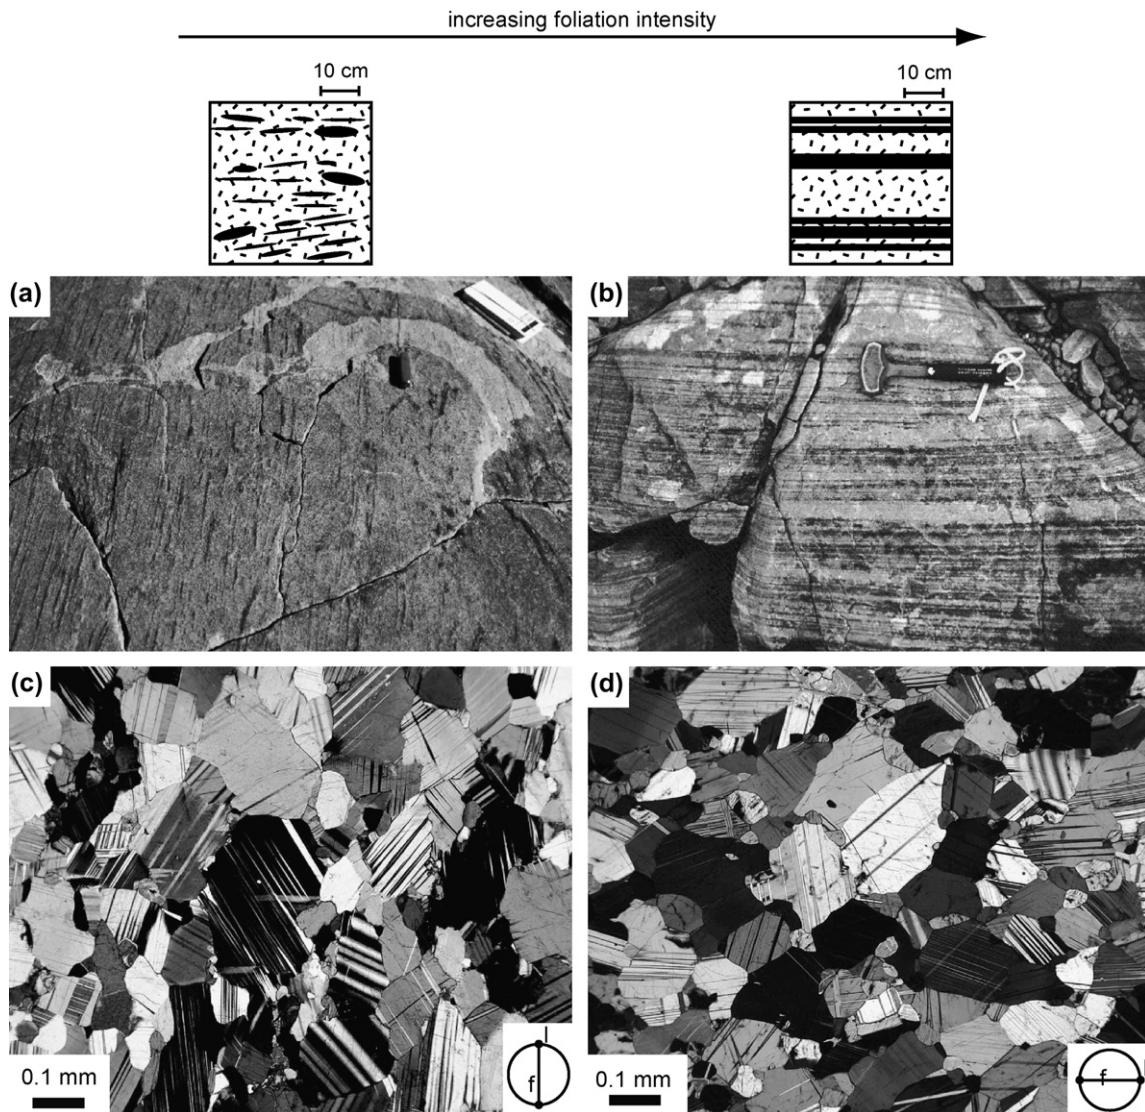 increasing foliation intensity
10 cm
10 cm
(a)
(b)
(c)
(d)
l
f
0.1 mm
f
0.1 mm